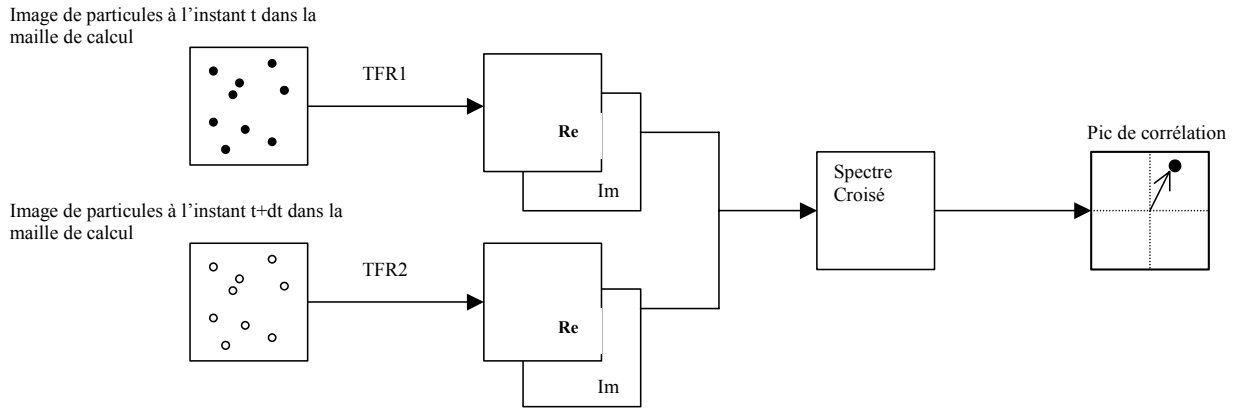 Image de particules à l'instant t dans la
maille de calcul
TFR1
Re
Im
Image de particules à l'instant t+dt dans la
maille de calcul
TFR2
Re
Im
Spectre
Croisé
Pic de corrélation